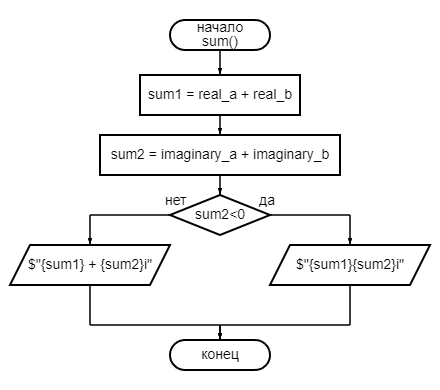 начало
sum()
sum1 = real_a + real_b
sum2 = imaginary_a + imaginary_b
нет
да
sum2<0
$"{sum1} + {sum2}i"
$"{sum1}{sum2}i"
конец